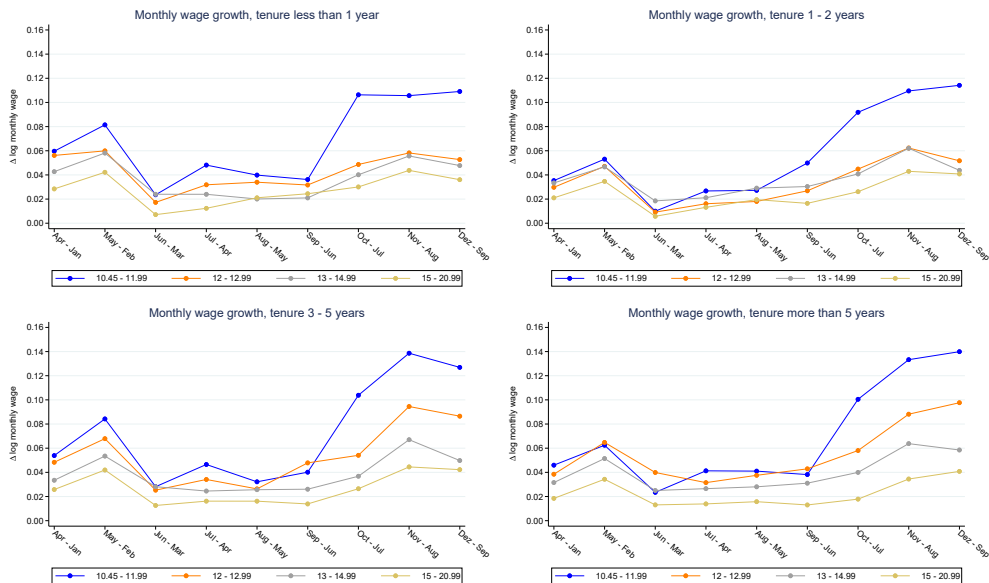 Monthly wage growth, tenure less than 1 year
Δ log monthly wage
0.16
0.14
0.12
0.10
0.08
0.06
0.04
0.02
0.00
Apr - Jan
May - Feb
Jun - Mar
Jul - Apr
Aug - May
Sep - Jun
Oct - Jul
Nov - Aug
Dez - Sep
10.45 - 11.99 12 - 12.99 13 - 14.99 15 - 20.99
Monthly wage growth, tenure 1 - 2 years
Δ log monthly wage
0.16
0.14
0.12
0.10
0.08
0.06
0.04
0.02
0.00
Apr - Jan
May - Feb
Jun - Mar
Jul - Apr
Aug - May
Sep - Jun
Oct - Jul
Nov - Aug
Dez - Sep
10.45 - 11.99 12 - 12.99 13 - 14.99 15 - 20.99
Monthly wage growth, tenure 3 - 5 years
Δ log monthly wage
0.16
0.14
0.12
0.10
0.08
0.06
0.04
0.02
0.00
Apr - Jan
May - Feb
Jun - Mar
Jul - Apr
Aug - May
Sep - Jun
Oct - Jul
Nov - Aug
Dez - Sep
10.45 - 11.99 12 - 12.99 13 - 14.99 15 - 20.99
Monthly wage growth, tenure more than 5 years
Δ log monthly wage
0.16
0.14
0.12
0.10
0.08
0.06
0.04
0.02
0.00
Apr - Jan
May - Feb
Jun - Mar
Jul - Apr
Aug - May
Sep - Jun
Oct - Jul
Nov - Aug
Dez - Sep
10.45 - 11.99 12 - 12.99 13 - 14.99 15 - 20.99